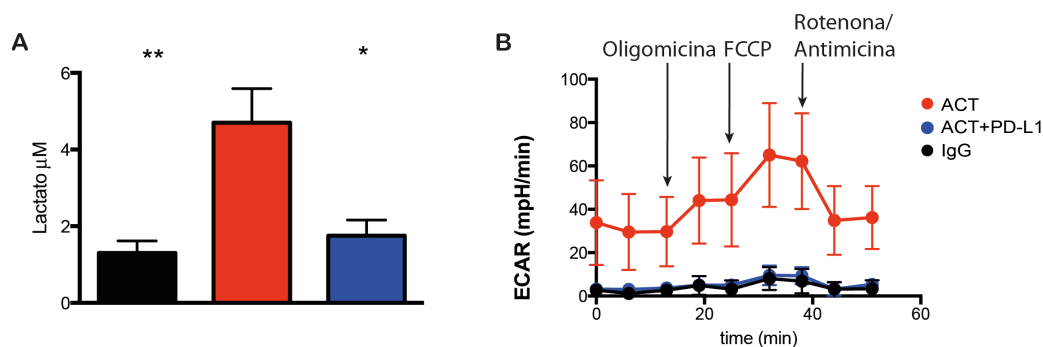 A
**
*
Lactato µM
6
4
2
0
B
Oligomicina
FCCP
Rotenona/
Antimicina
ECAR (mpH/min)
100
80
60
40
20
0
0
20
40
60
time (min)
ACT
ACT+PD-L1
IgG